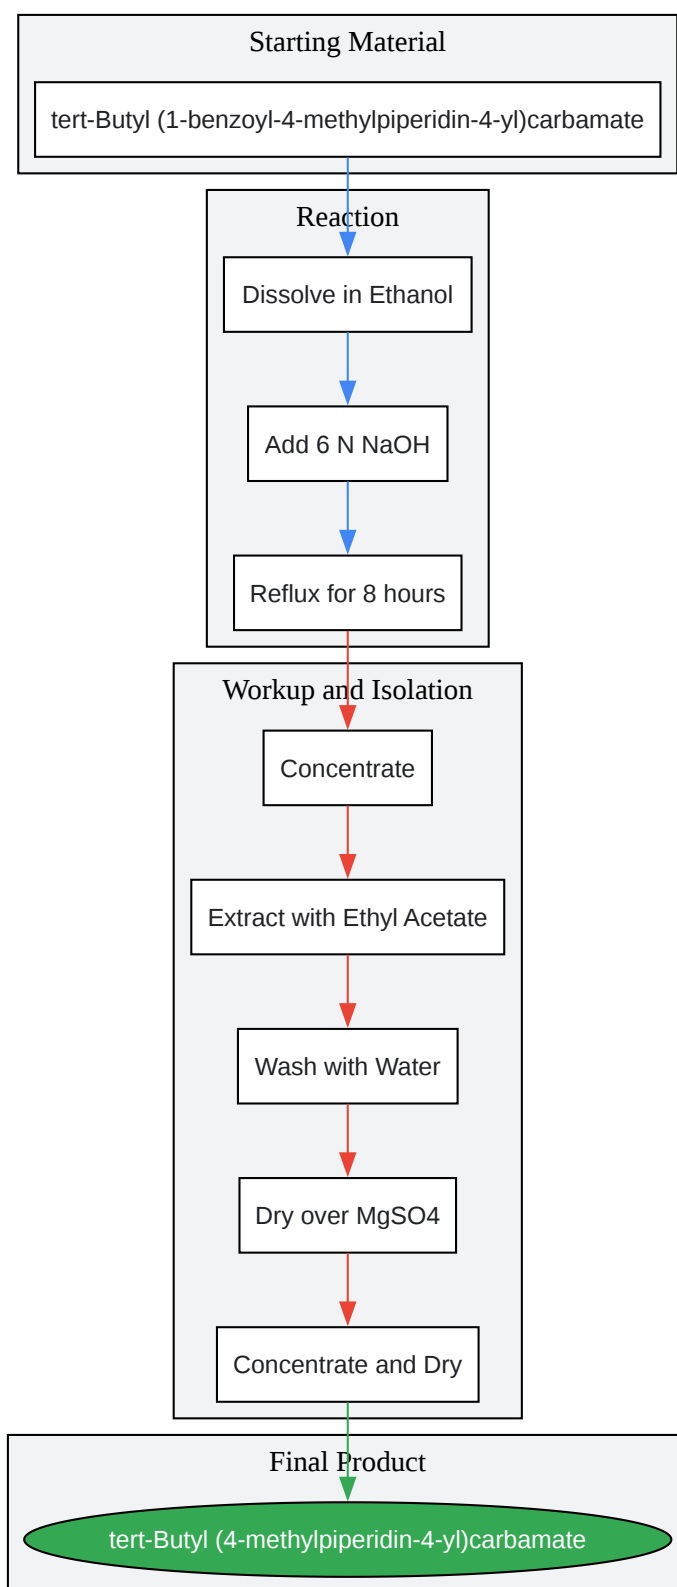 Starting Material
tert-Butyl (1-benzoyl-4-methylpiperidin-4-yl)carbamate
Reaction
Dissolve in Ethanol
Add 6 N NaOH
Reflux for 8 hours
Workup and Isolation
Concentrate
Extract with Ethyl Acetate
Wash with Water
Dry over MgSO4
Concentrate and Dry
Final Product
tert-Butyl (4-methylpiperidin-4-yl)carbamate